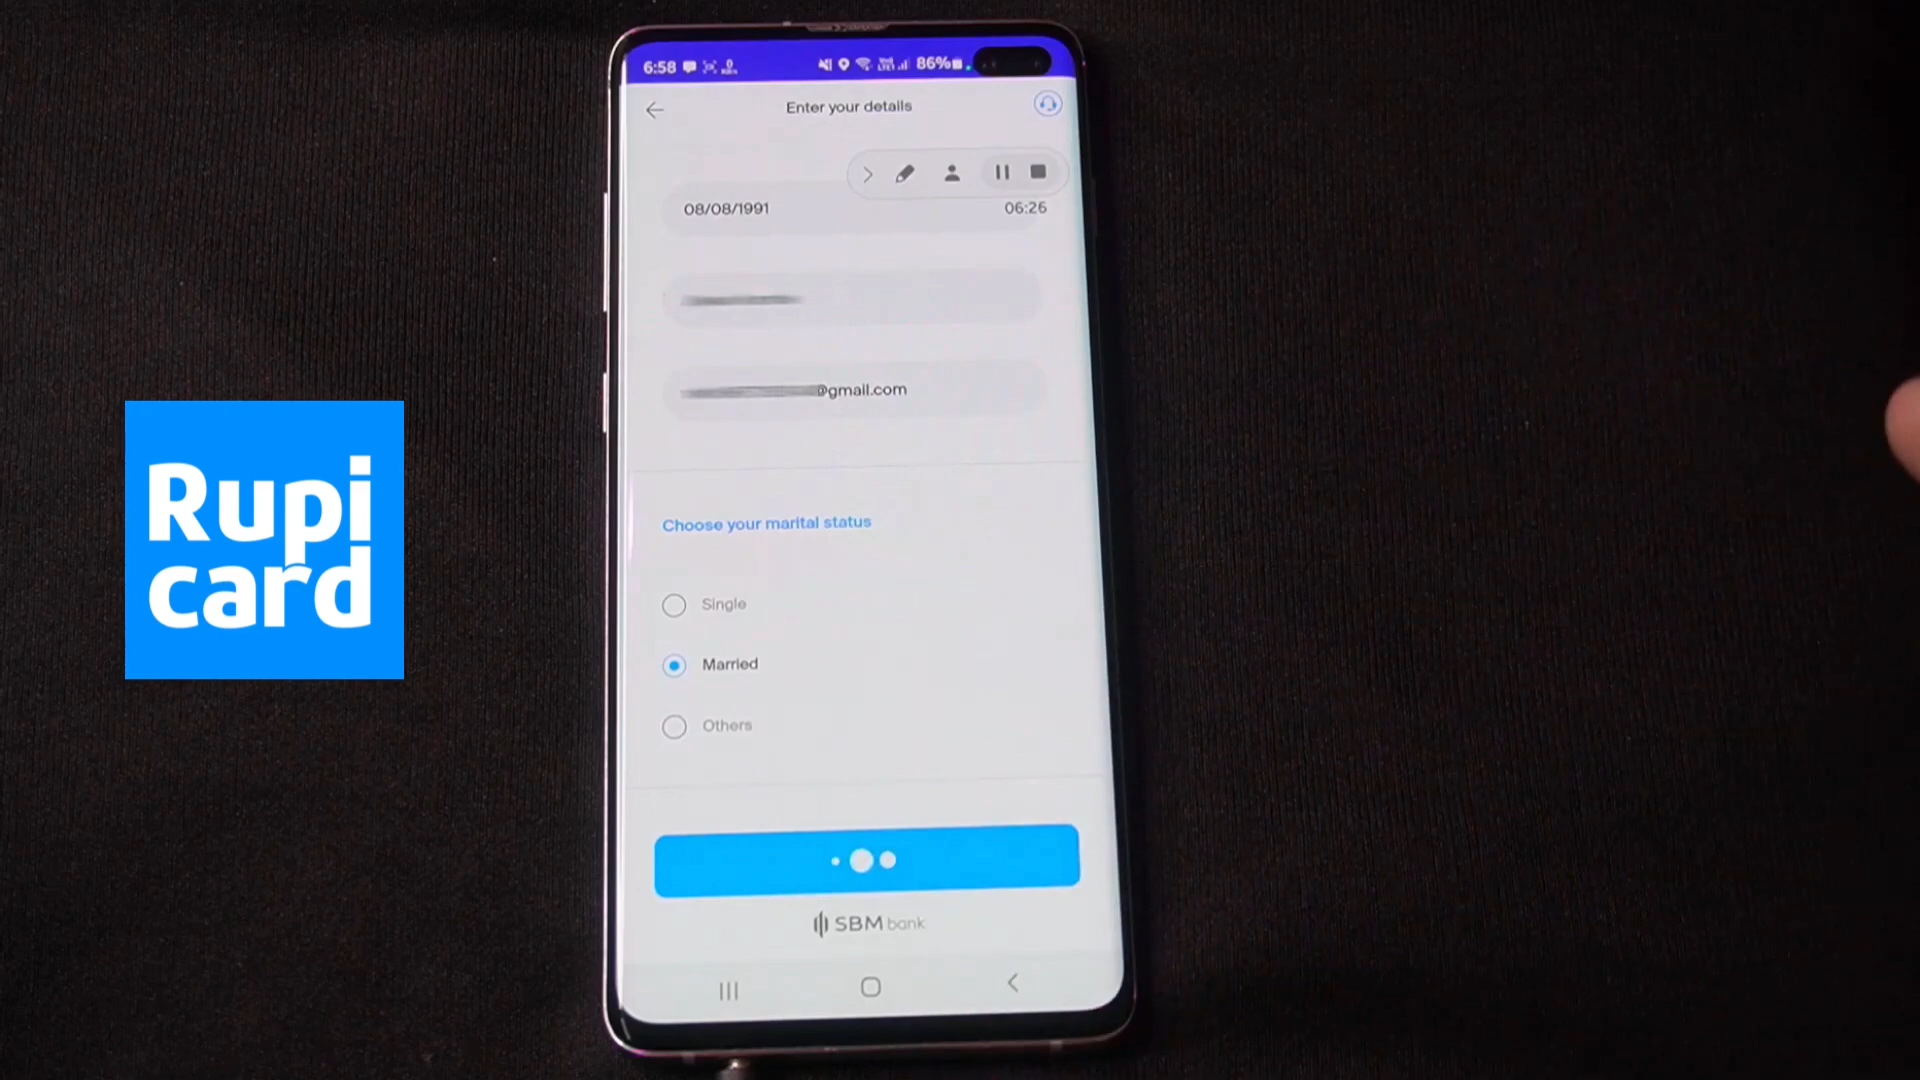 6:58
86%
Enter your details
08/08/1991
06:26
@gmail.com
Choose your marital status
Single
Married
Others
SBM bank
Rupi
card